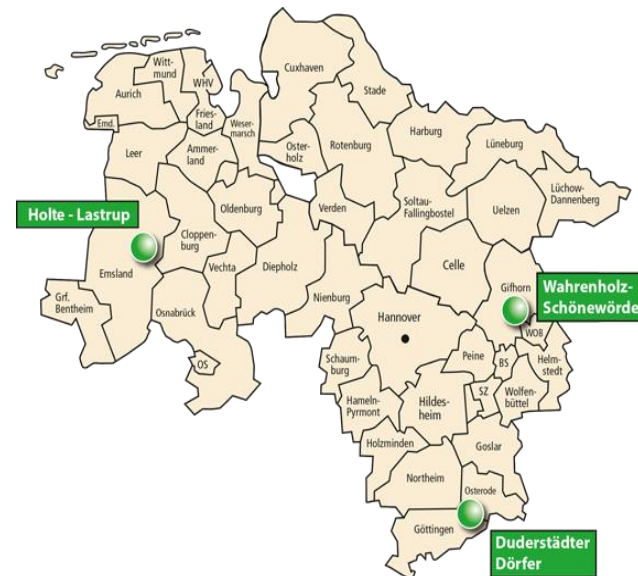 Cuxhaven
Witt-
mund
WHV
Stade
Aurich
Fries-
land
Emd.
Weser-
marsch
Harburg
Oster-
holz
Rotenburg
Lüneburg
Leer
Ammer-
land
Lüchow-
Dannenberg
Holte - Lastrup
Oldenburg
Verden
Soltau-
Fallingbostel
Uelzen
Cloppen-
burg
Celle
Emsland
Vechta
Diepholz
Gifhorn
Wahrenholz-
Schönewörde
Grf.
Bentheim
Osnabrück
Nienburg
Hannover
WOB
Schaum-
burg
Peine
BS
Helm-
stedt
OS
Hameln-
Pyrmont
Hildes-
heim
SZ
Wolfen-
büttel
Holzminden
Goslar
Northeim
Osterode
Göttingen
Duderstädter
Dörfer